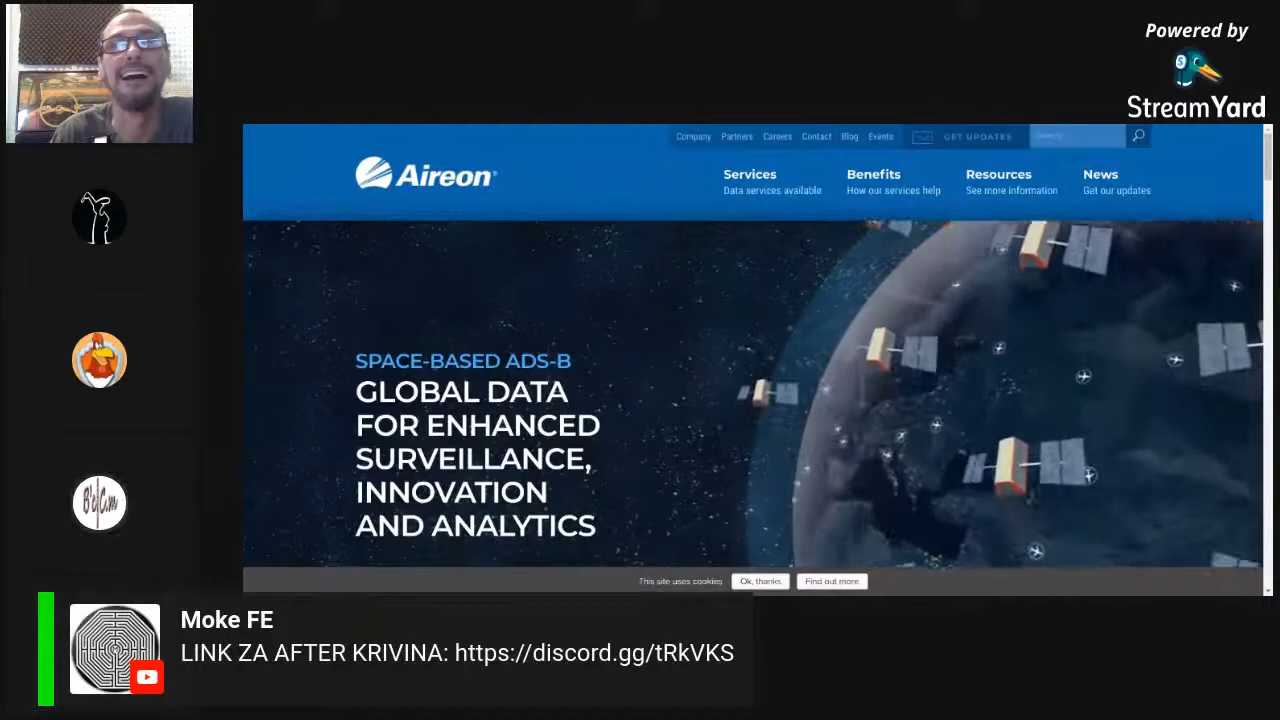 Powered by
StreamYard
Company Partners Careers Contact Blog Events GET UPDATES Search
Aireon
Services Benefits Resources News
Data services available How our services help See more information Get our updates
SPACE-BASED ADS-B
GLOBAL DATA
FOR ENHANCED
SURVEILLANCE,
INNOVATION
AND ANALYTICS
This site uses cookies Ok, thanks Find out more
Moke FE
LINK ZA AFTER KRIVINA: https://discord.gg/tRkVKS